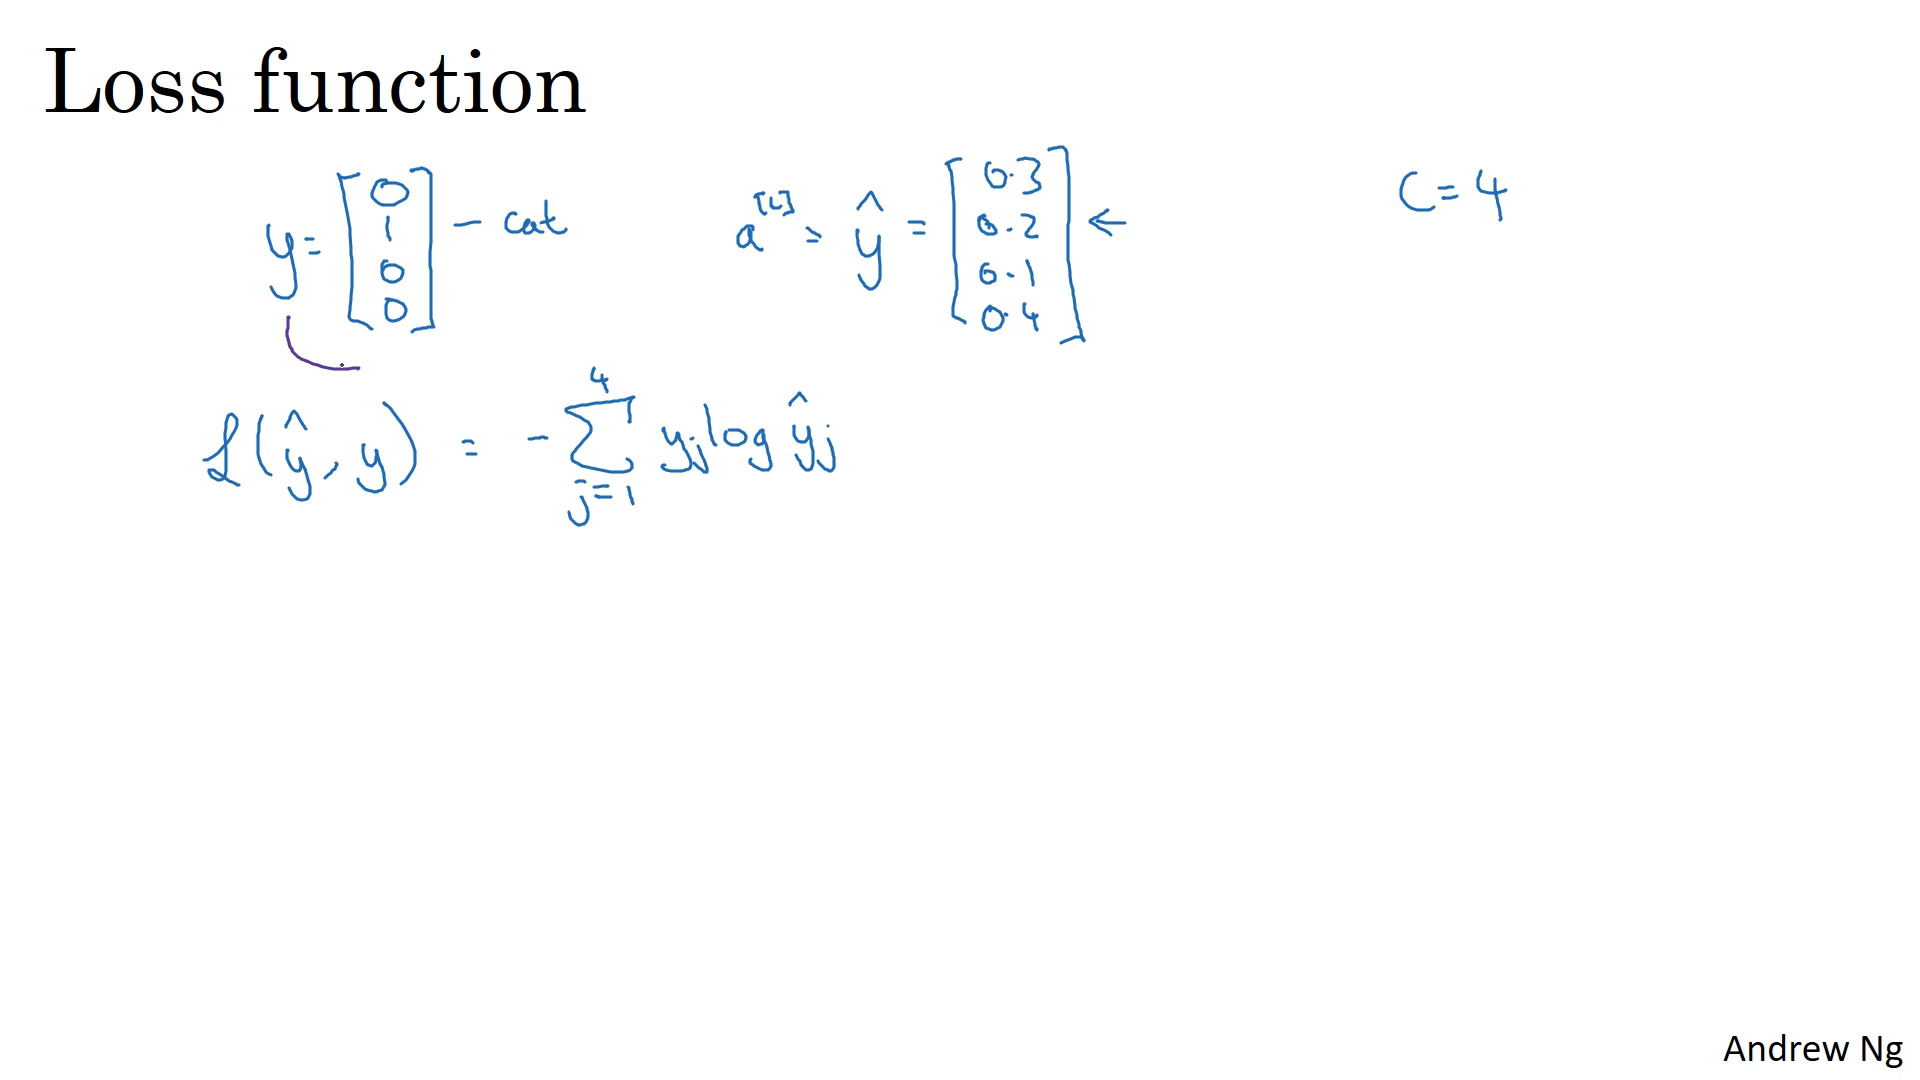 Loss function
y = [0 1 0 0] - cat
a^[L] = ŷ = [0.3 0.2 0.1 0.4] ←
C = 4
ℒ(ŷ, y) = - ∑_{j=1}^{4} y_j log ŷ_j
Andrew Ng